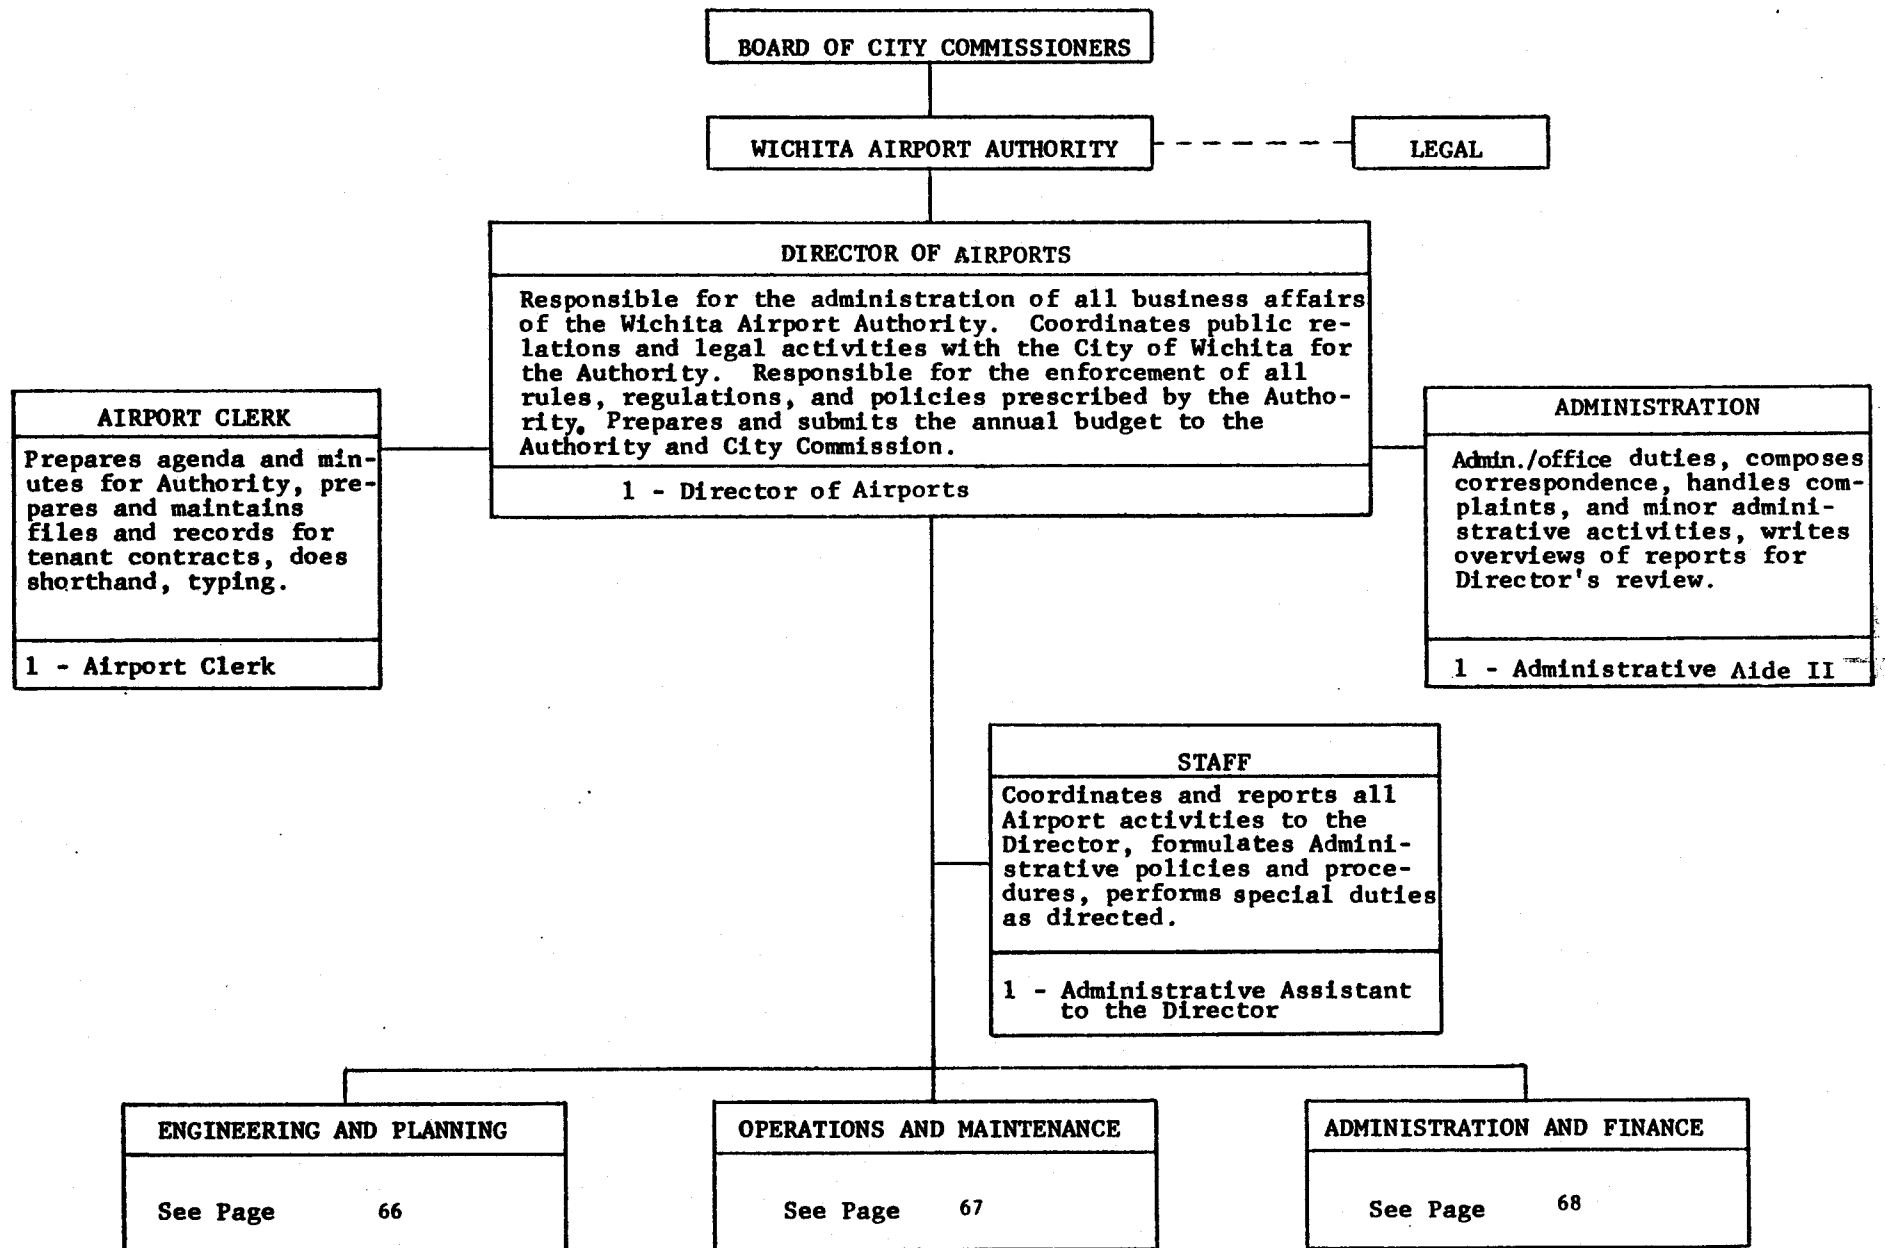 BOARD OF CITY COMMISSIONERS
WICHITA AIRPORT AUTHORITY
LEGAL
DIRECTOR OF AIRPORTS
Responsible for the administration of all business affairs
of the Wichita Airport Authority. Coordinates public re-
lations and legal activities with the City of Wichita for
the Authority. Responsible for the enforcement of all
rules, regulations, and policies prescribed by the Autho-
rity. Prepares and submits the annual budget to the
Authority and City Commission.
1 - Director of Airports
AIRPORT CLERK
Prepares agenda and min-
utes for Authority, pre-
pares and maintains
files and records for
tenant contracts, does
shorthand, typing.
1 - Airport Clerk
ADMINISTRATION
Admin./office duties, composes
correspondence, handles com-
plaints, and minor admini-
strative activities, writes
overviews of reports for
Director's review.
1 - Administrative Aide II
STAFF
Coordinates and reports all
Airport activities to the
Director, formulates Admini-
strative policies and proce-
dures, performs special duties
as directed.
1 - Administrative Assistant
to the Director
ENGINEERING AND PLANNING
See Page 66
OPERATIONS AND MAINTENANCE
See Page 67
ADMINISTRATION AND FINANCE
See Page 68